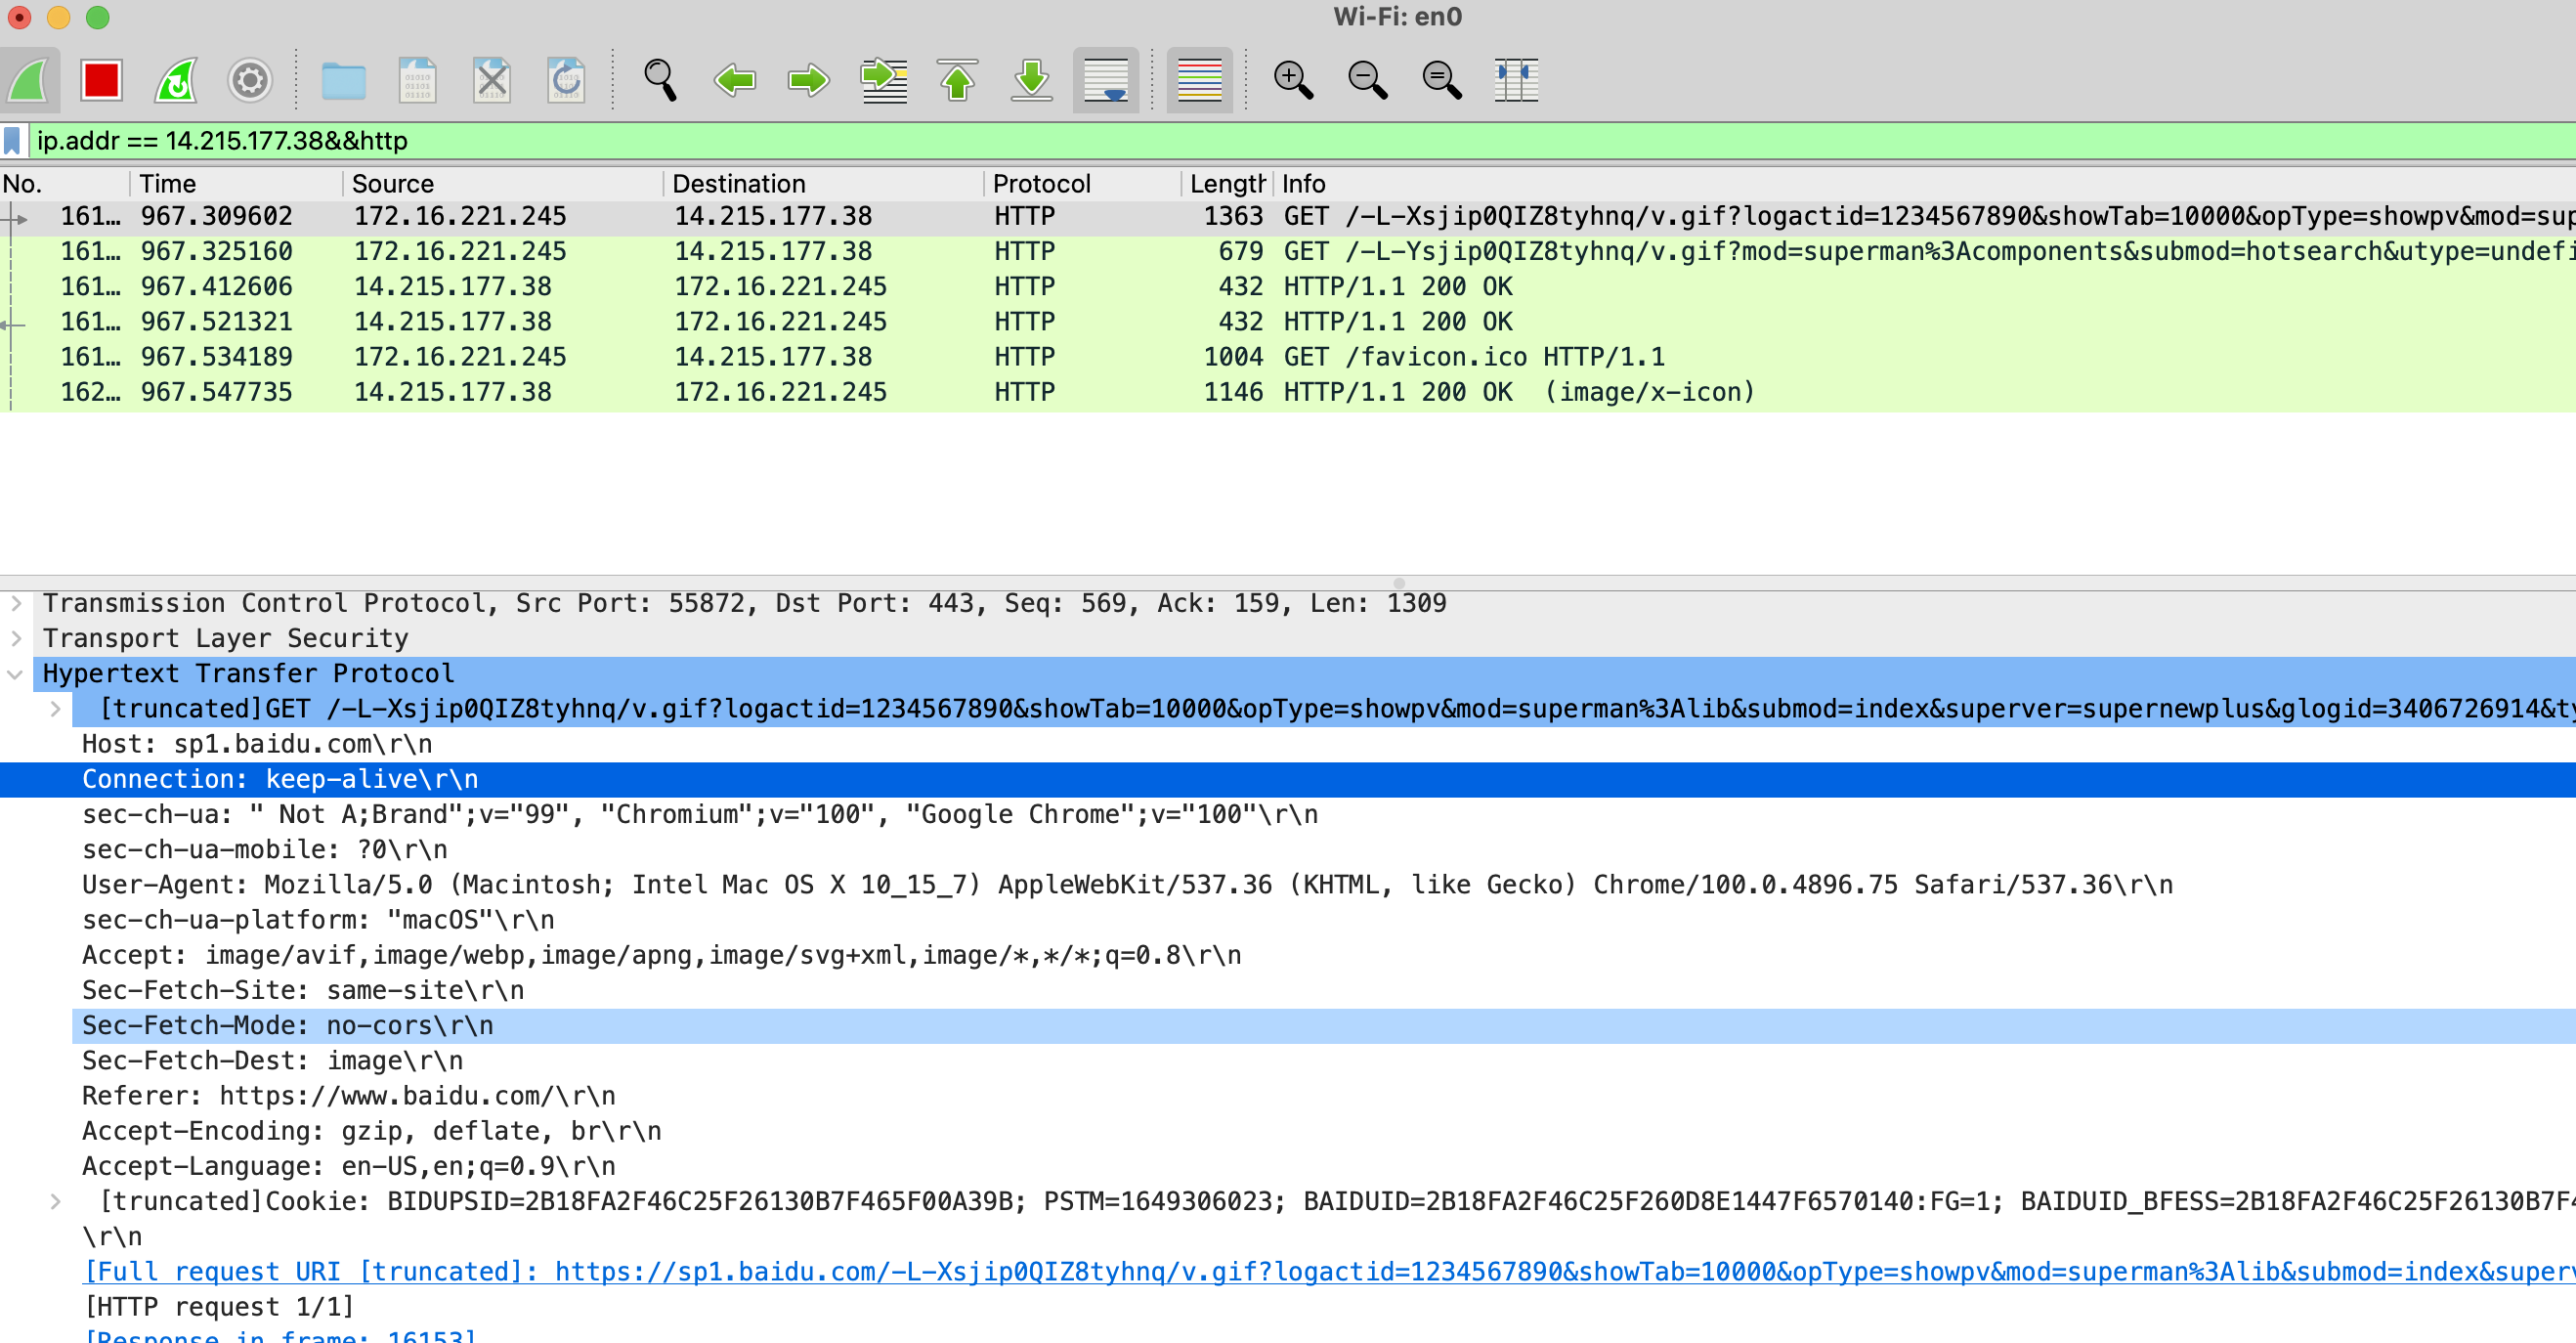 Wi-Fi: en0
ip.addr == 14.215.177.38&&http
No. Time Source Destination Protocol Length Info
161… 967.309602 172.16.221.245 14.215.177.38 HTTP 1363 GET /-L-Xsjip0QIZ8tyhnq/v.gif?logactid=1234567890&showTab=10000&opType=showpv&mod=sup
161… 967.325160 172.16.221.245 14.215.177.38 HTTP 679 GET /-L-Ysjip0QIZ8tyhnq/v.gif?mod=superman%3Acomponents&submod=hotsearch&utype=undefi
161… 967.412606 14.215.177.38 172.16.221.245 HTTP 432 HTTP/1.1 200 OK
161… 967.521321 14.215.177.38 172.16.221.245 HTTP 432 HTTP/1.1 200 OK
161… 967.534189 172.16.221.245 14.215.177.38 HTTP 1004 GET /favicon.ico HTTP/1.1
162… 967.547735 14.215.177.38 172.16.221.245 HTTP 1146 HTTP/1.1 200 OK (image/x-icon)
Transmission Control Protocol, Src Port: 55872, Dst Port: 443, Seq: 569, Ack: 159, Len: 1309
Transport Layer Security
Hypertext Transfer Protocol
[truncated]GET /-L-Xsjip0QIZ8tyhnq/v.gif?logactid=1234567890&showTab=10000&opType=showpv&mod=superman%3Alib&submod=index&superver=supernewplus&glogid=3406726914&ty
Host: sp1.baidu.com\r\n
Connection: keep-alive\r\n
sec-ch-ua: " Not A;Brand";v="99", "Chromium";v="100", "Google Chrome";v="100"\r\n
sec-ch-ua-mobile: ?0\r\n
User-Agent: Mozilla/5.0 (Macintosh; Intel Mac OS X 10_15_7) AppleWebKit/537.36 (KHTML, like Gecko) Chrome/100.0.4896.75 Safari/537.36\r\n
sec-ch-ua-platform: "macOS"\r\n
Accept: image/avif,image/webp,image/apng,image/svg+xml,image/*,*/*;q=0.8\r\n
Sec-Fetch-Site: same-site\r\n
Sec-Fetch-Mode: no-cors\r\n
Sec-Fetch-Dest: image\r\n
Referer: https://www.baidu.com/\r\n
Accept-Encoding: gzip, deflate, br\r\n
Accept-Language: en-US,en;q=0.9\r\n
[truncated]Cookie: BIDUPSID=2B18FA2F46C25F26130B7F465F00A39B; PSTM=1649306023; BAIDUID=2B18FA2F46C25F260D8E1447F6570140:FG=1; BAIDUID_BFESS=2B18FA2F46C25F26130B7F4
\r\n
[Full request URI [truncated]: https://sp1.baidu.com/-L-Xsjip0QIZ8tyhnq/v.gif?logactid=1234567890&showTab=10000&opType=showpv&mod=superman%3Alib&submod=index&superv
[HTTP request 1/1]
[Response in frame: 16153]